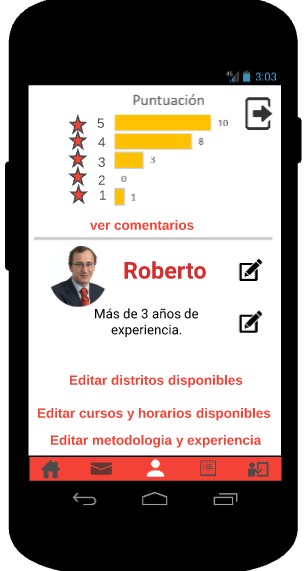 3:03
Puntuación
5 10
4 8
3 3
2 0
1 1
ver comentarios
Roberto
Más de 3 años de
experiencia.
Editar distritos disponibles
Editar cursos y horarios disponibles
Editar metodologia y experiencia